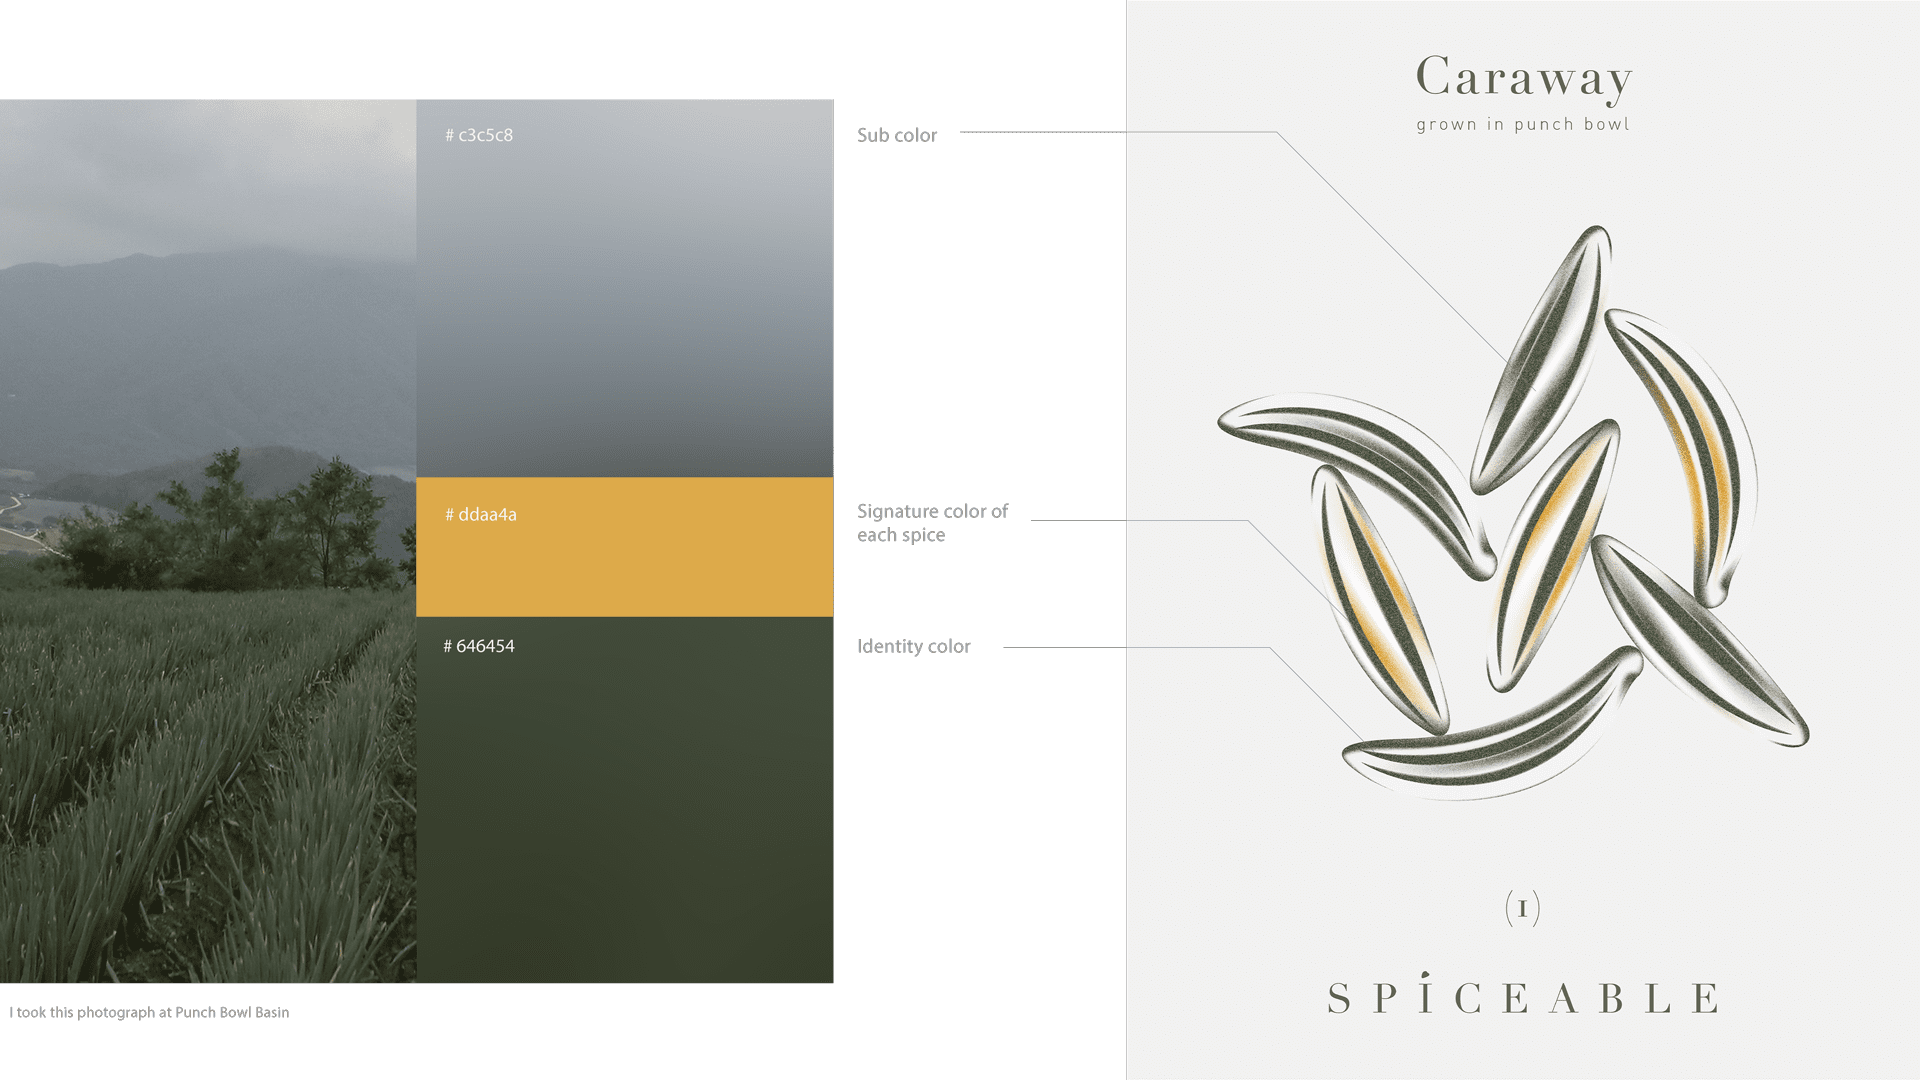 # c3c5c8
# ddaa4a
# 646454
Sub color
Signature color of
each spice
Identity color
I took this photograph at Punch Bowl Basin
Caraway
grown in punch bowl
(1)
SPICEABLE